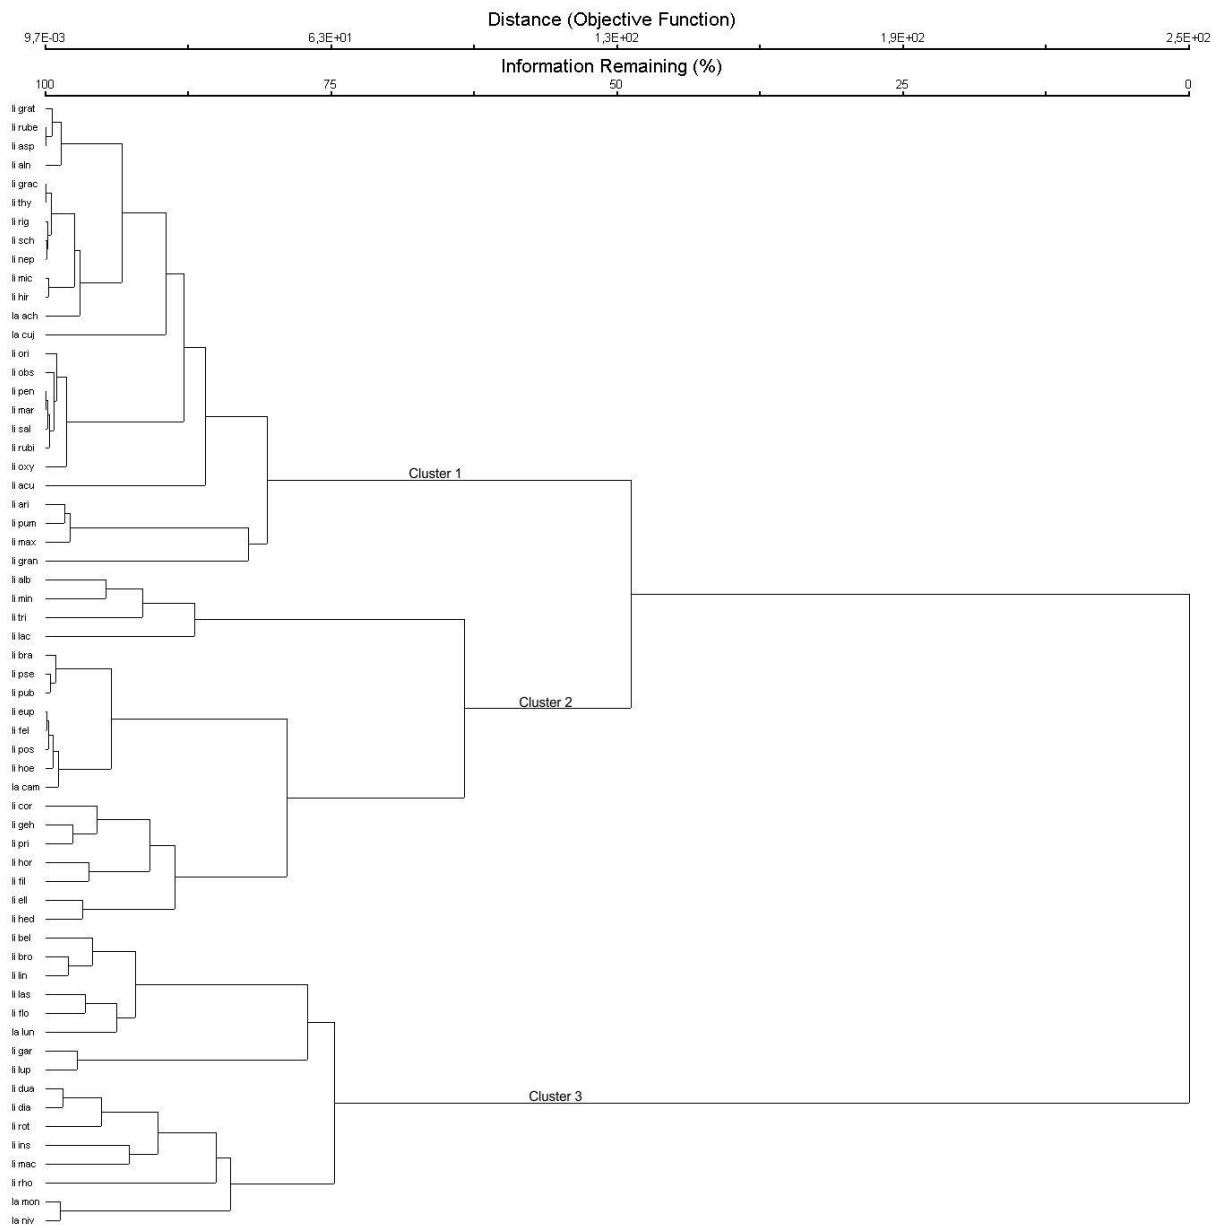 Distance (Objective Function)
9,7E-03 6,3E+01 1,3E+02 1,9E+02 2,5E+02
Information Remaining (%)
100 75 50 25 0
li grat
li rube
li asp
li aln
li grac
li thy
li rig
li sch
li nep
li mic
li hir
la ach
la cuj
li ori
li obs
li pen
li mar
li sal
li rubi
li oxy
Cluster 1
li acu
li ari
li pum
li max
li gran
li alb
li min
li tri
li lac
li bra
li pse
li pub
Cluster 2
li eup
li fel
li pos
li hoe
la cam
li cor
li geh
li pri
li hor
li fil
li ell
li hed
li bel
li bro
li lin
li las
li flo
la lun
li gar
li lup
li dua
Cluster 3
li dia
li rot
li ins
li mac
li rho
la mon
la niv